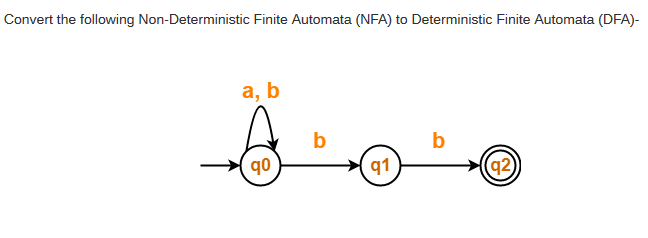 Convert the following Non-Deterministic Finite Automata (NFA) to Deterministic Finite Automata (DFA)-
a, b
b b
q0 q1 q2